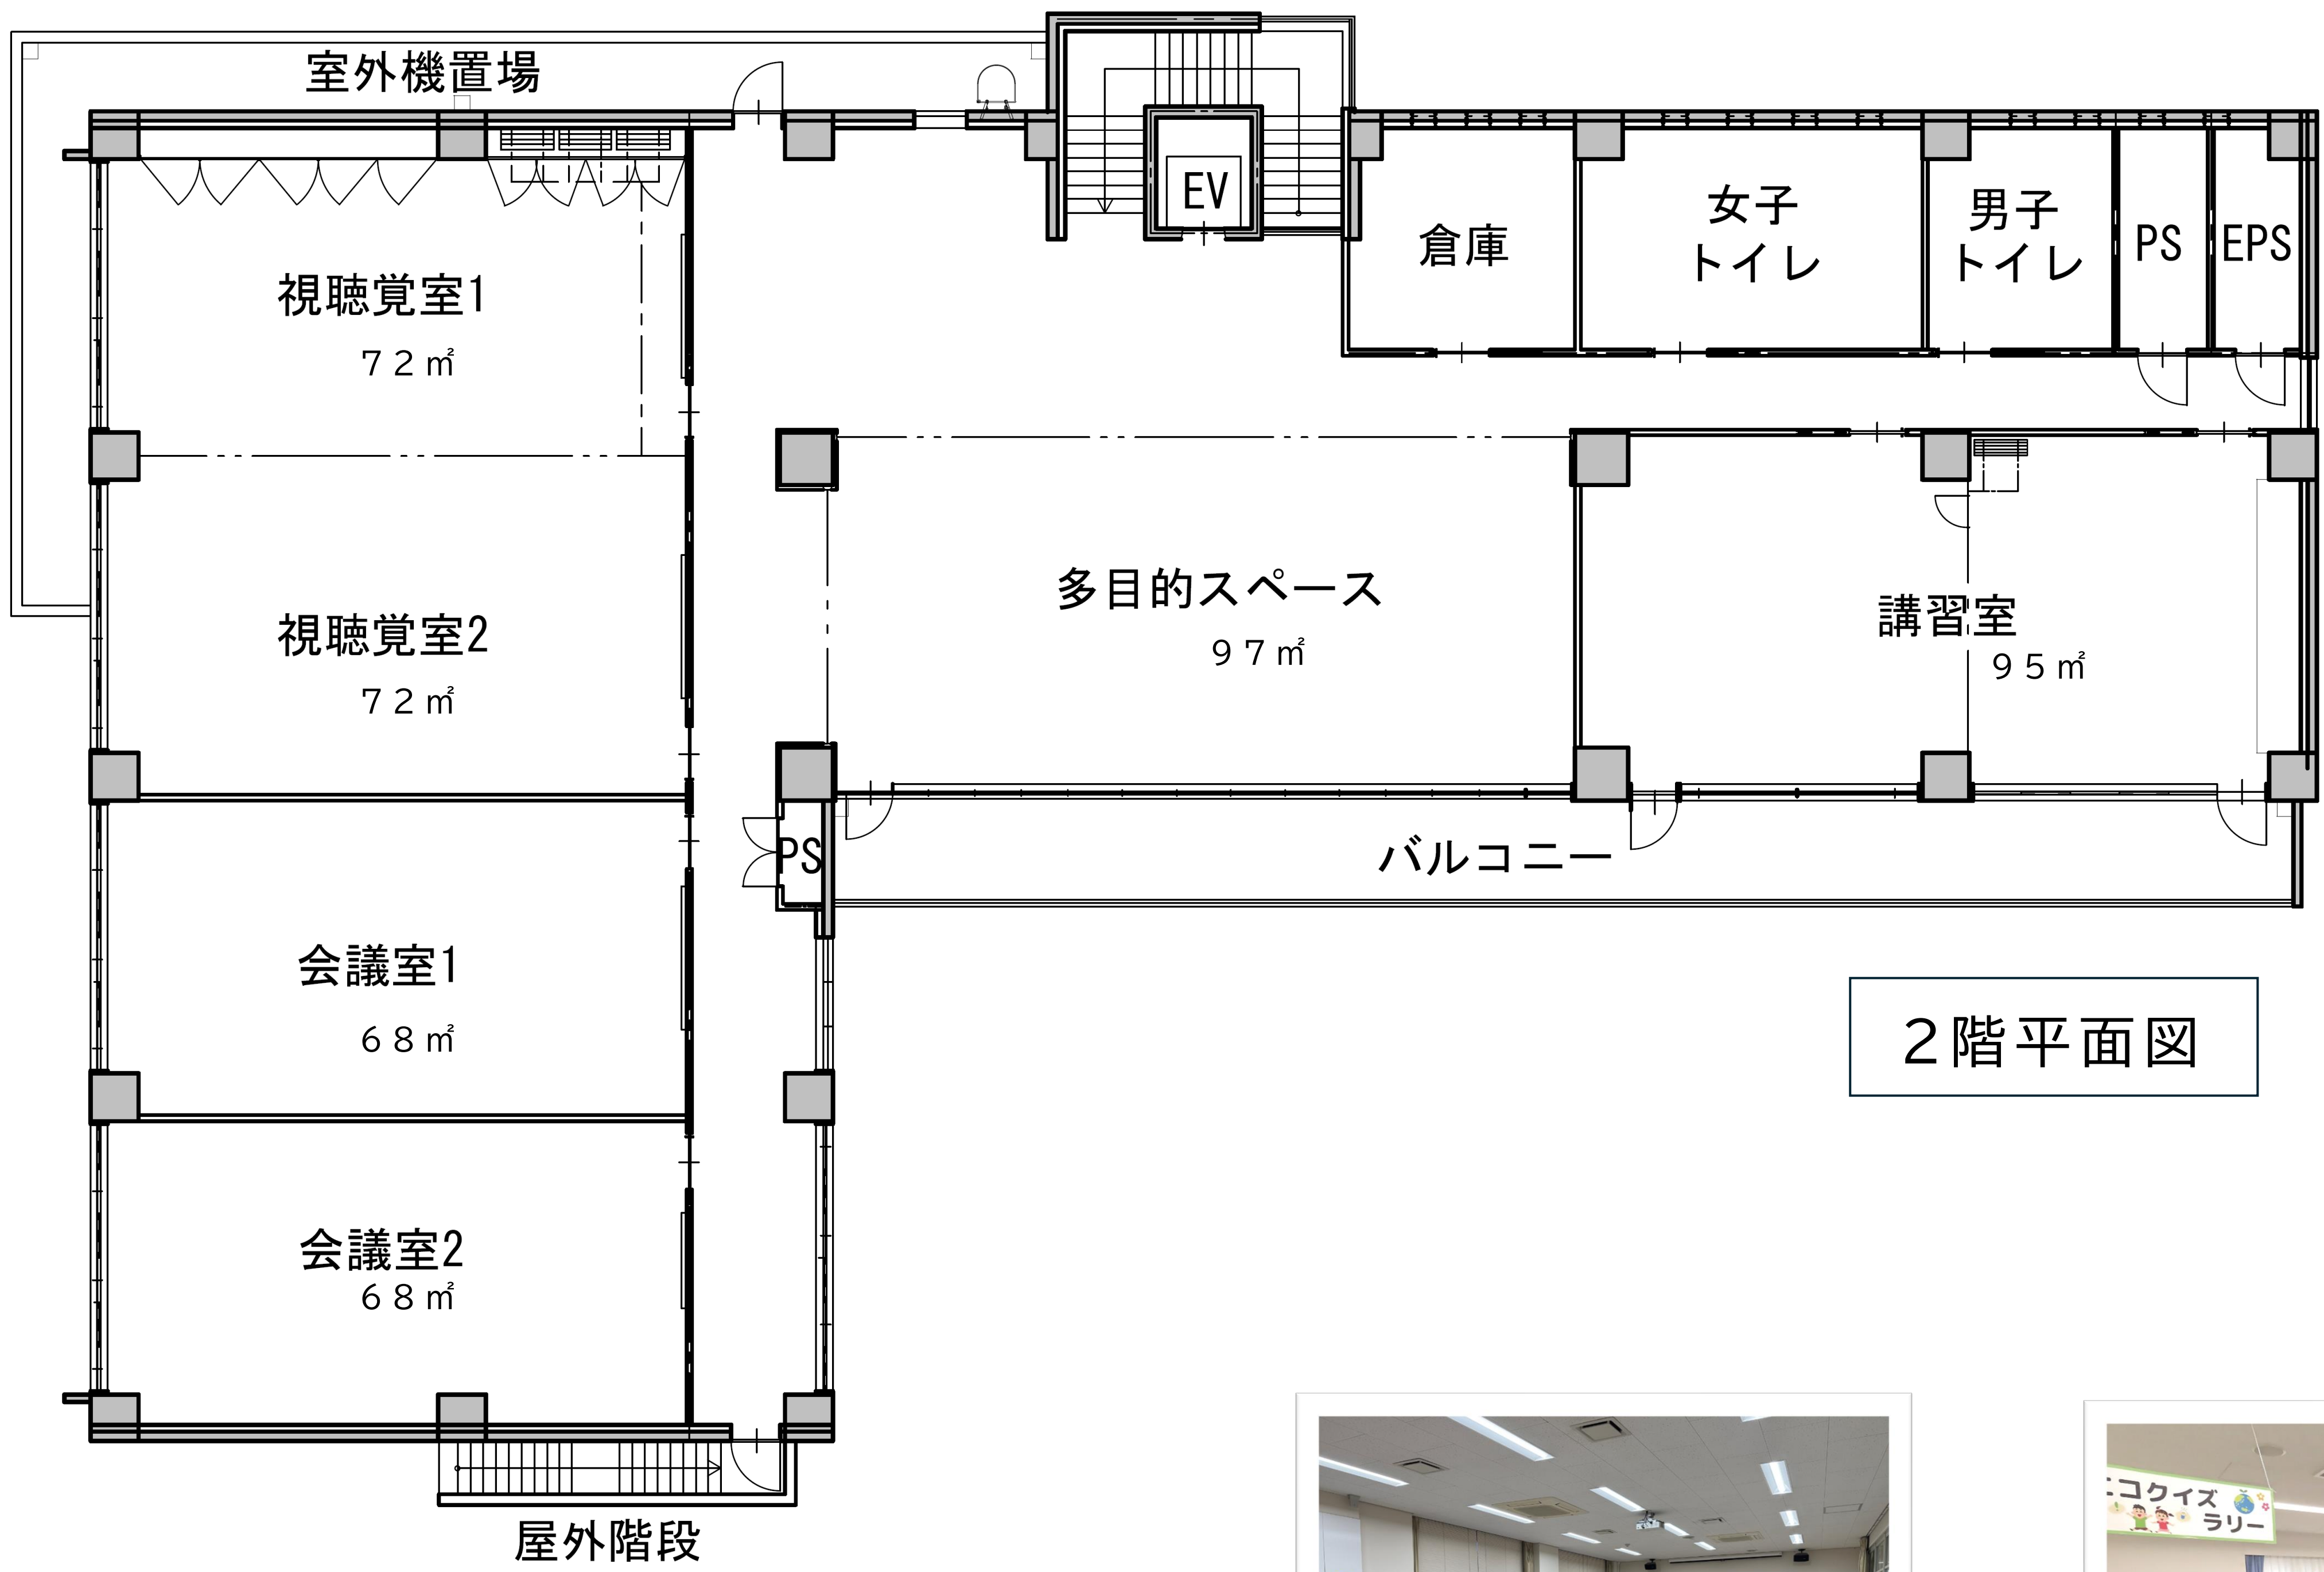 室外機置場
EV
倉庫
女子
トイレ
男子
トイレ
PS
EPS
視聴覚室1
７２㎡
視聴覚室2
７２㎡
多目的スペース
９７㎡
講習室
９５㎡
PS
バルコニー
会議室1
６８㎡
２階平面図
会議室2
６８㎡
屋外階段
ニコクイズ
ラリー